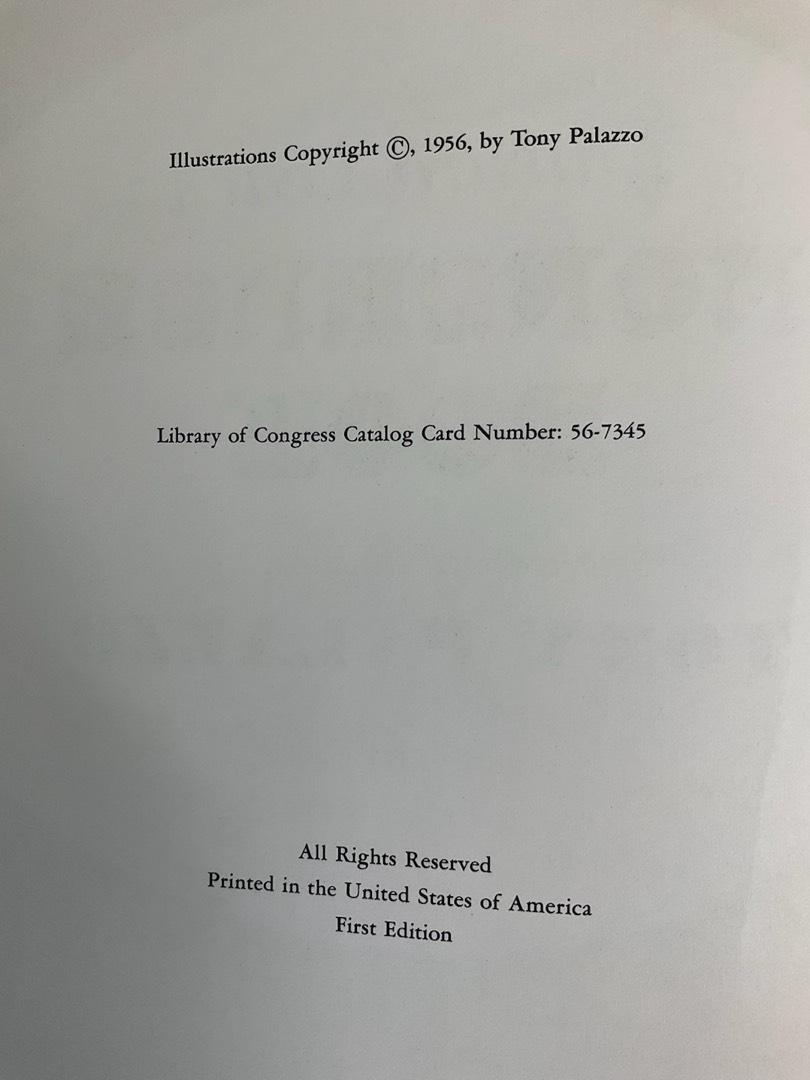 Illustrations Copyright ©, 1956, by Tony Palazzo
Library of Congress Catalog Card Number: 56-7345
All Rights Reserved
Printed in the United States of America
First Edition